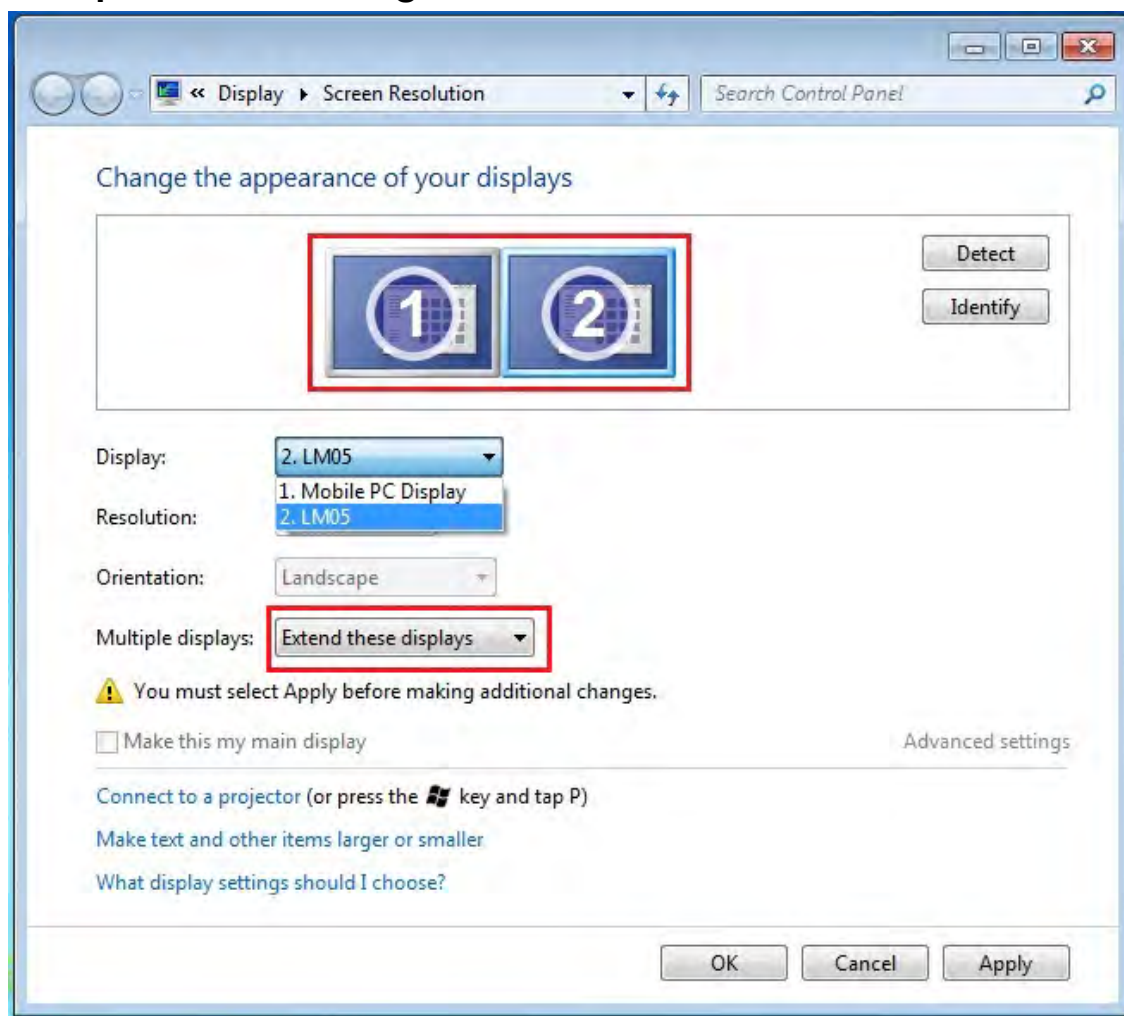 « Display ▸ Screen Resolution
Search Control Panel
Change the appearance of your displays
1
2
Detect
Identify
Display:
2. LM05
1. Mobile PC Display
2. LM05
Resolution:
Orientation:
Landscape
Multiple displays:
Extend these displays
You must select Apply before making additional changes.
Make this my main display
Advanced settings
Connect to a projector (or press the key and tap P)
Make text and other items larger or smaller
What display settings should I choose?
OK
Cancel
Apply